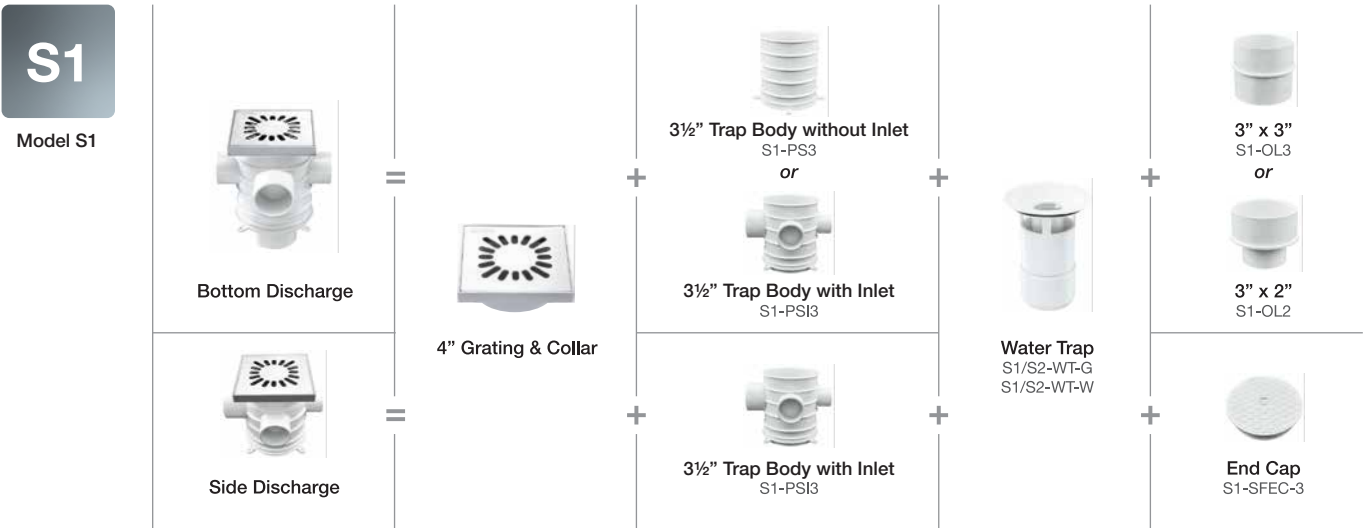 S1
Model S1
Bottom Discharge
=
4” Grating & Collar
+
3½” Trap Body without Inlet
S1-PS3
or
3½” Trap Body with Inlet
S1-PSI3
+
Water Trap
S1/S2-WT-G
S1/S2-WT-W
+
3” x 3”
S1-OL3
or
3” x 2”
S1-OL2
Side Discharge
=
+
3½” Trap Body with Inlet
S1-PSI3
+
+
End Cap
S1-SFEC-3